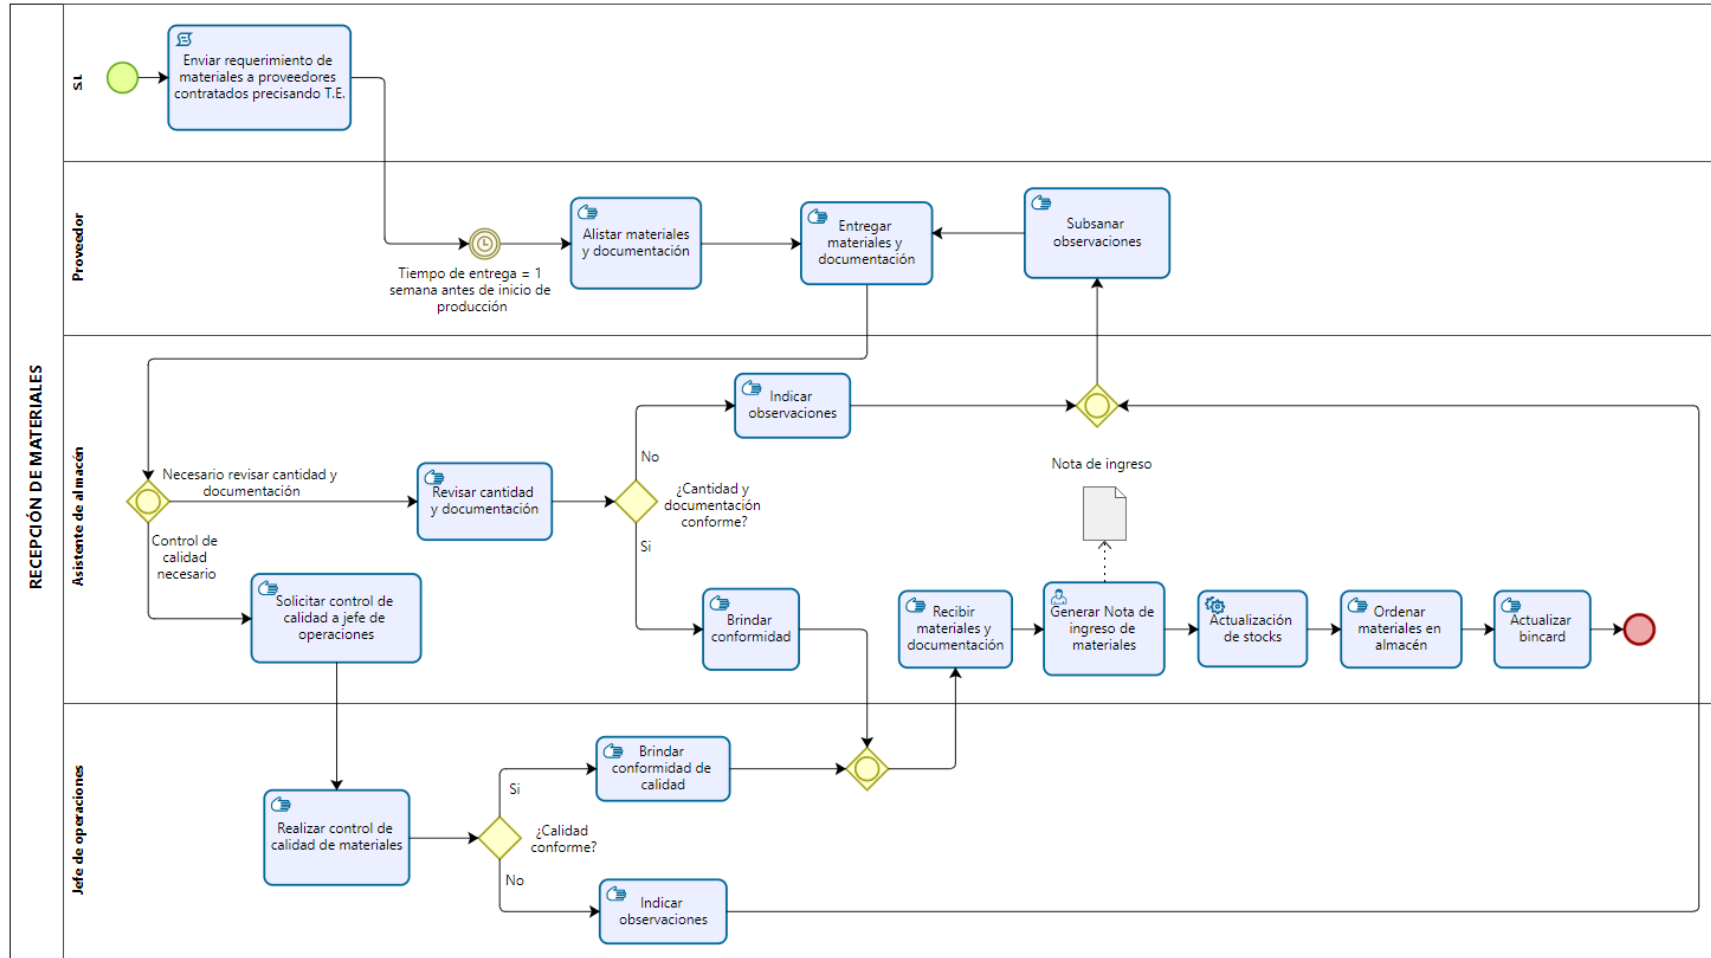 RECEPCIÓN DE MATERIALES
S.I.
Enviar requerimiento de
materiales a proveedores
contratados precisando T.E.
Proveedor
Tiempo de entrega = 1
semana antes de inicio de
producción
Alistar materiales
y documentación
Entregar
materiales y
documentación
Subsanar
observaciones
Asistente de almacén
Necesario revisar cantidad y
documentación
Control de
calidad
necesario
Revisar cantidad
y documentación
Solicitar control de
calidad a jefe de
operaciones
No
¿Cantidad y
documentación
conforme?
Si
Indicar
observaciones
Brindar
conformidad
Nota de ingreso
Recibir
materiales y
documentación
Generar Nota de
ingreso de
materiales
Actualización
de stocks
Ordenar
materiales en
almacén
Actualizar
bincard
Jefe de operaciones
Realizar control de
calidad de materiales
Si
¿Calidad
conforme?
No
Brindar
conformidad de
calidad
Indicar
observaciones